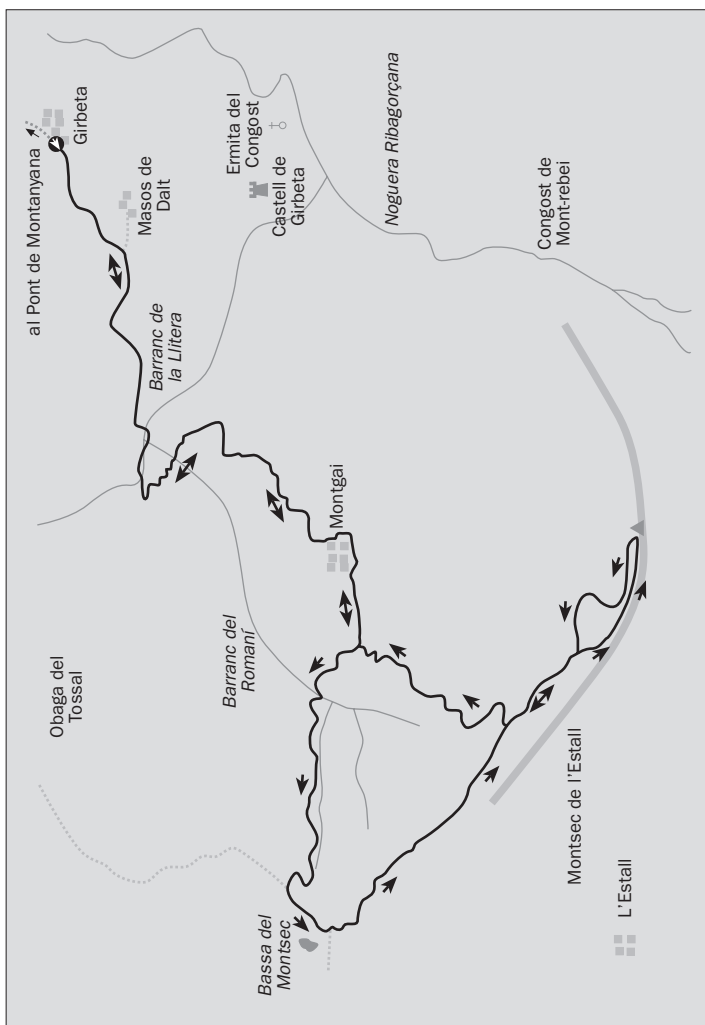 al Pont de Montanyana
Girbeta
Masos de
Dalt
Ermita del
Congost
Castell de
Girbeta
Barranc de
la Llitera
Noguera Ribagorçana
Congost de
Mont-rebei
Montgai
Obaga del
Tossal
Barranc del
Romaní
Bassa del
Montsec
Montsec de l'Estall
L'Estall